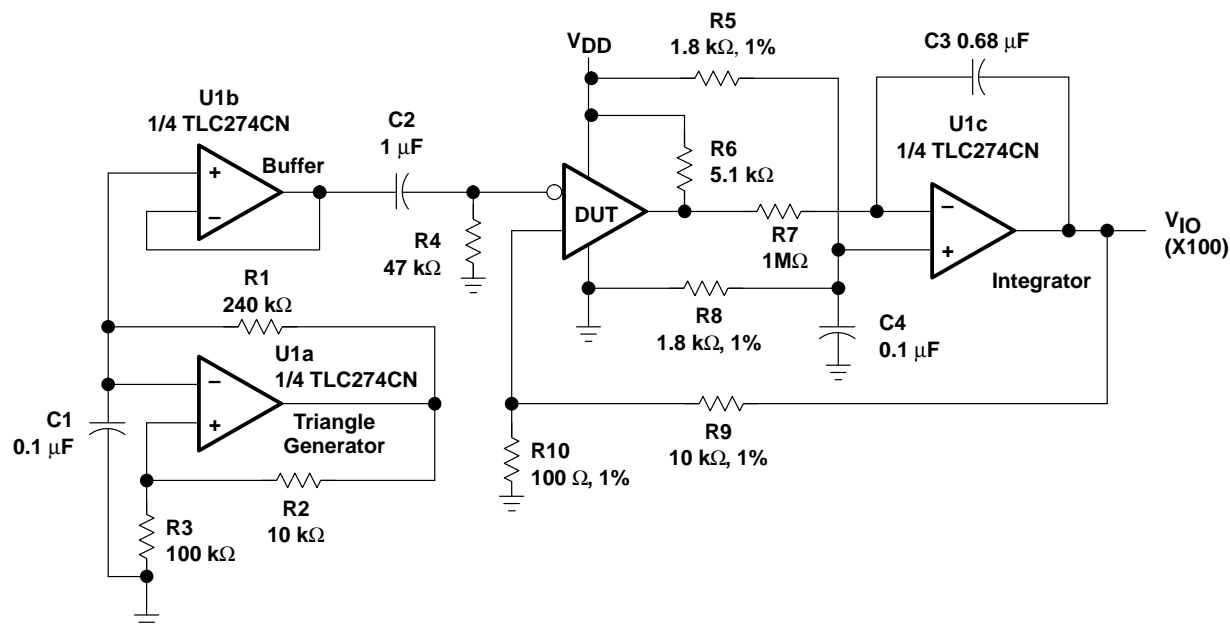 R5
1.8 kΩ, 1%
VDD
C3 0.68 μF
U1b
1/4 TLC274CN
C2
1 μF
U1c
1/4 TLC274CN
Buffer
+
−
R6
5.1 kΩ
DUT
−
+
VIO
(X100)
R4
47 kΩ
R7
1MΩ
Integrator
R1
240 kΩ
R8
1.8 kΩ, 1%
C4
0.1 μF
U1a
1/4 TLC274CN
−
+
Triangle
Generator
C1
0.1 μF
R9
10 kΩ, 1%
R10
100 Ω, 1%
R2
10 kΩ
R3
100 kΩ